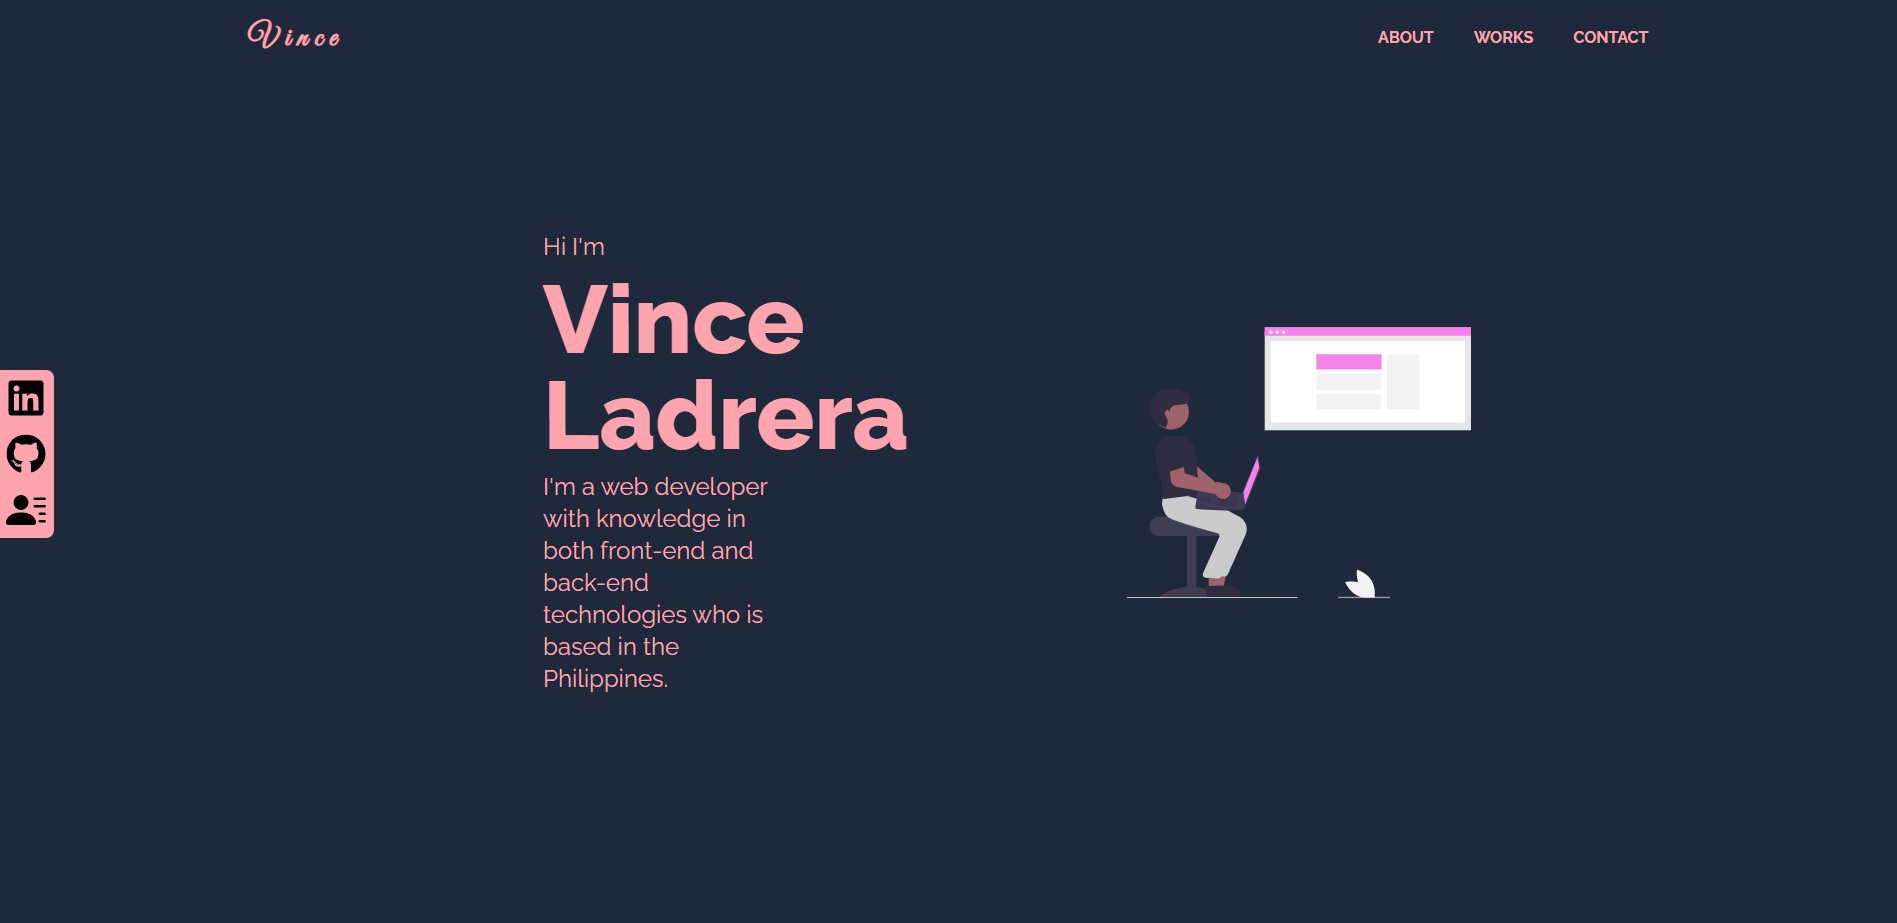 Vince
ABOUT WORKS CONTACT
Hi I'm
Vince
Ladrera
I'm a web developer
with knowledge in
both front-end and
back-end
technologies who is
based in the
Philippines.
in